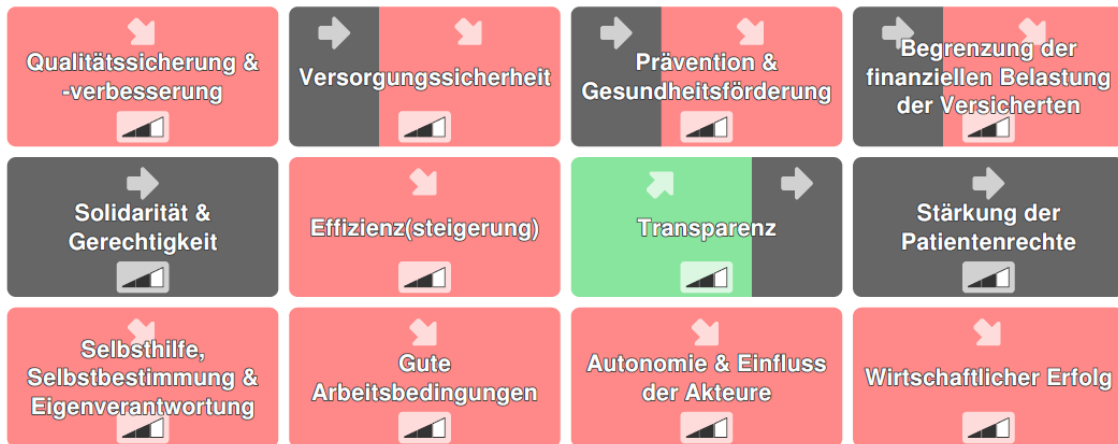 Qualitätssicherung &
-verbesserung
Versorgungssicherheit
Prävention &
Gesundheitsförderung
Begrenzung der
finanziellen Belastung
der Versicherten
Solidarität &
Gerechtigkeit
Effizienz(steigerung)
Transparenz
Stärkung der
Patientenrechte
Selbsthilfe,
Selbstbestimmung &
Eigenverantwortung
Gute
Arbeitsbedingungen
Autonomie & Einfluss
der Akteure
Wirtschaftlicher Erfolg